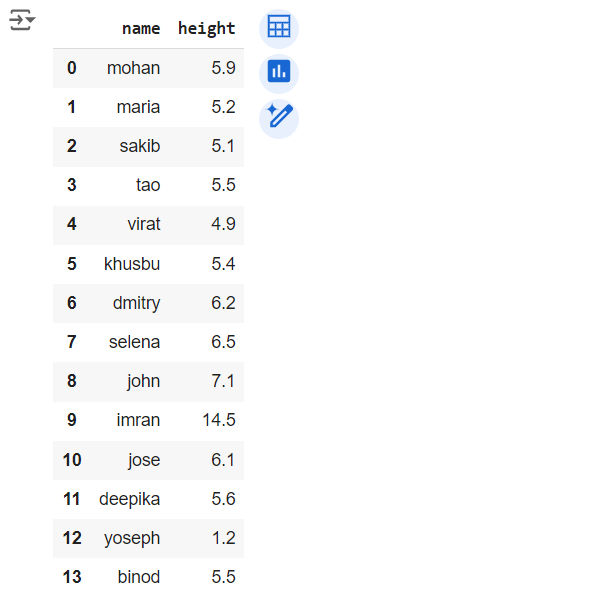 name height
0 mohan 5.9
1 maria 5.2
2 sakib 5.1
3 tao 5.5
4 virat 4.9
5 khusbu 5.4
6 dmitry 6.2
7 selena 6.5
8 john 7.1
9 imran 14.5
10 jose 6.1
11 deepika 5.6
12 yoseph 1.2
13 binod 5.5